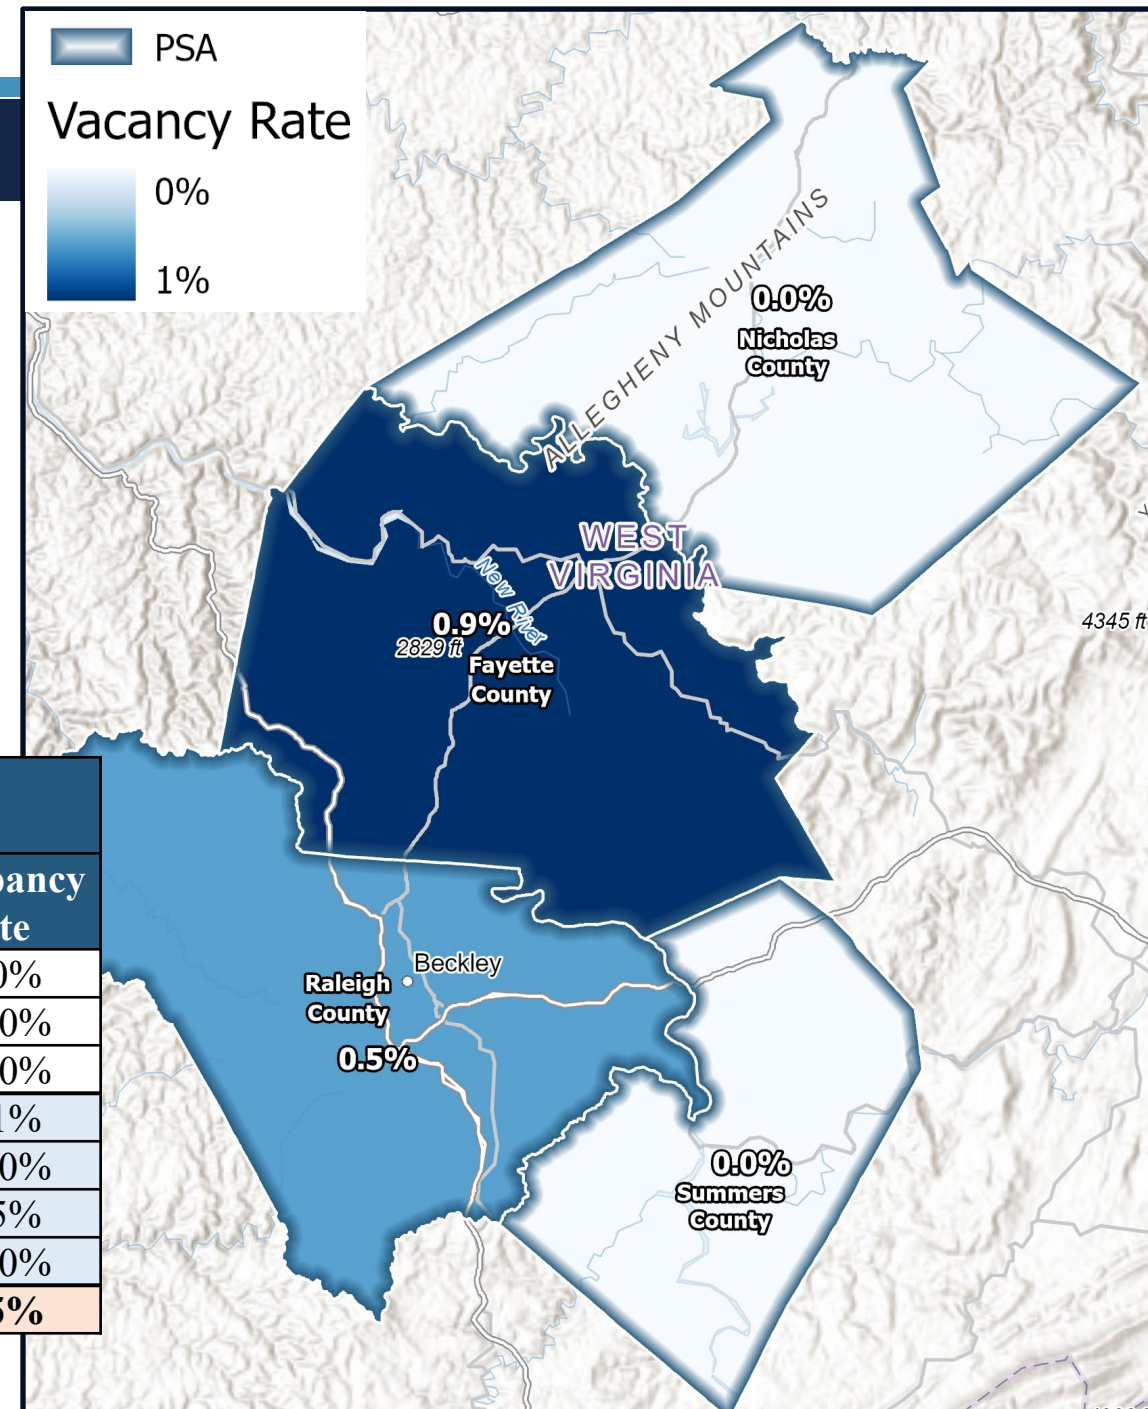 PSA
Vacancy Rate
0%
1%
ALLEGHENY MOUNTAINS
0.0%
Nicholas
County
WEST
VIRGINIA
New River
0.9%
2829 ft
Fayette
County
4345 ft
Beckley
Raleigh
County
0.5%
0.0%
Summers
County